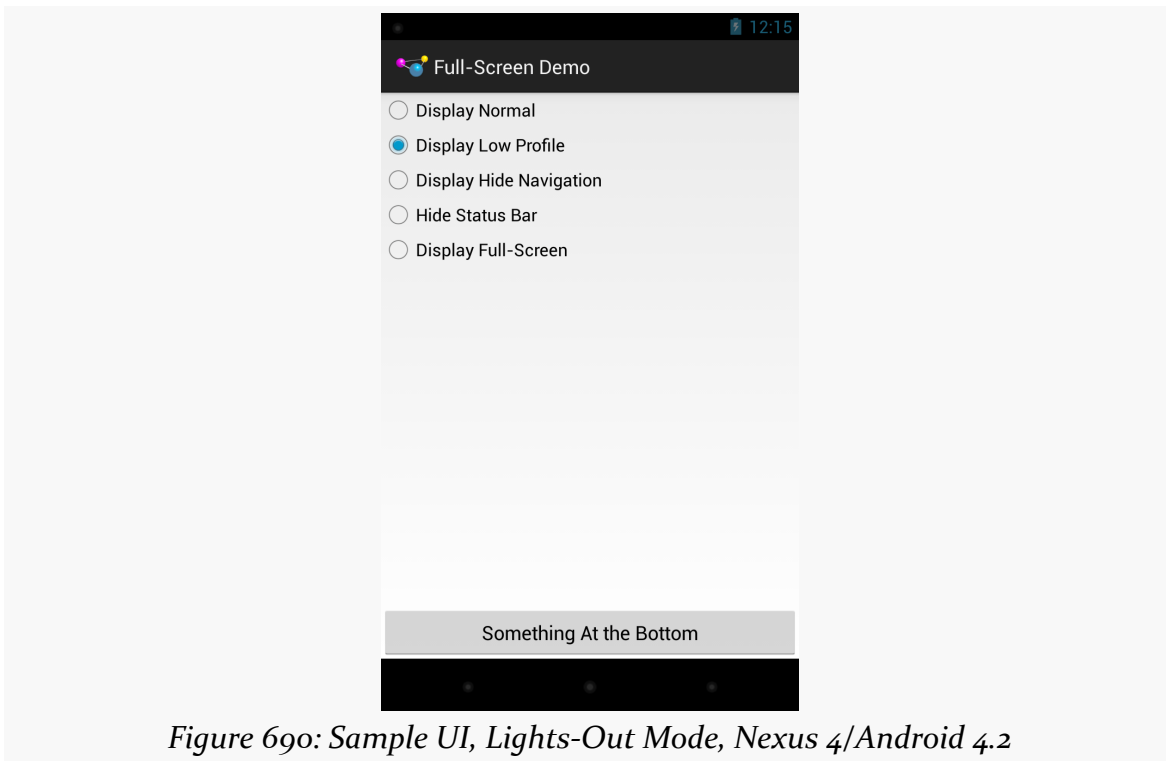 12:15
Full-Screen Demo
Display Normal
Display Low Profile
Display Hide Navigation
Hide Status Bar
Display Full-Screen
Something At the Bottom
Figure 690: Sample UI, Lights-Out Mode, Nexus 4/Android 4.2